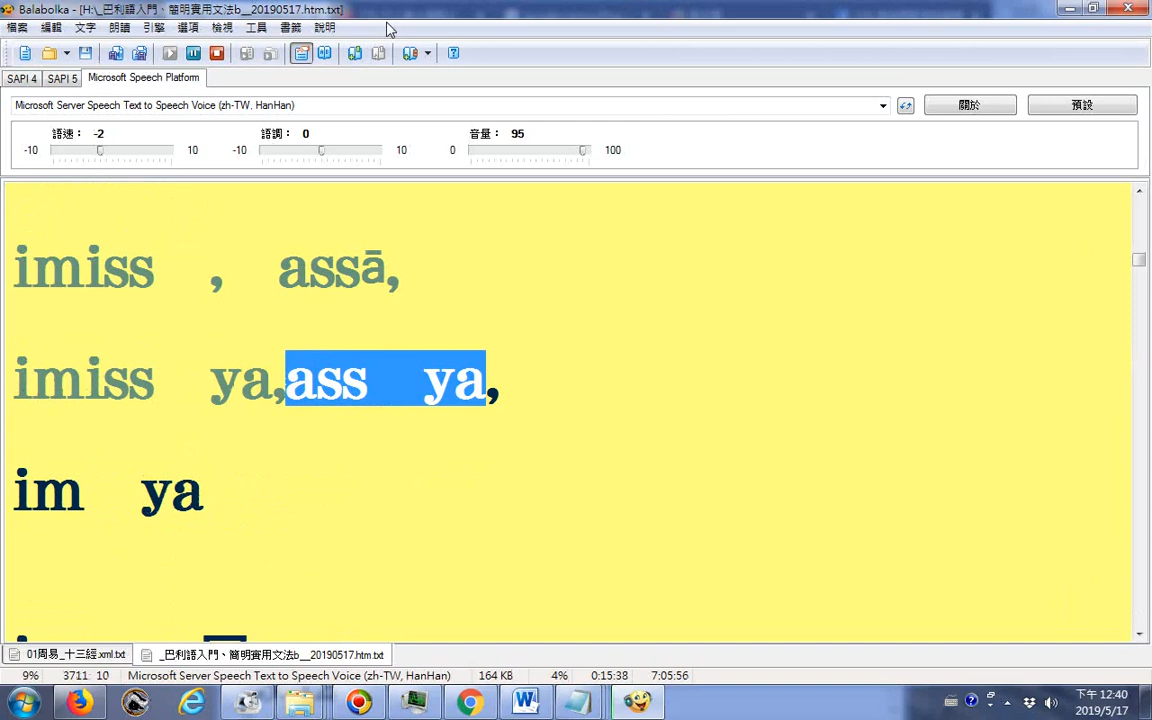 Balabolka - [H:\_巴利語入門、簡明實用文法b__20190517.htm.txt]
檔案 編輯 文字 朗讀 引擎 選項 檢視 工具 書籤 說明
SAPI 4 SAPI 5 Microsoft Speech Platform
Microsoft Server Speech Text to Speech Voice (zh-TW, HanHan) 關於 預設
語速： -2 語調： 0 音量： 95
-10 10 -10 10 0 100
imiss , assā,
imiss ya,ass ya,
im ya
01周易_十三經.xml.txt _巴利語入門、簡明實用文法b__20190517.htm.txt
9% 3711: 10 Microsoft Server Speech Text to Speech Voice (zh-TW, HanHan) 164 KB 4% 0:15:38 7:05:56
下午 12:40
2019/5/17